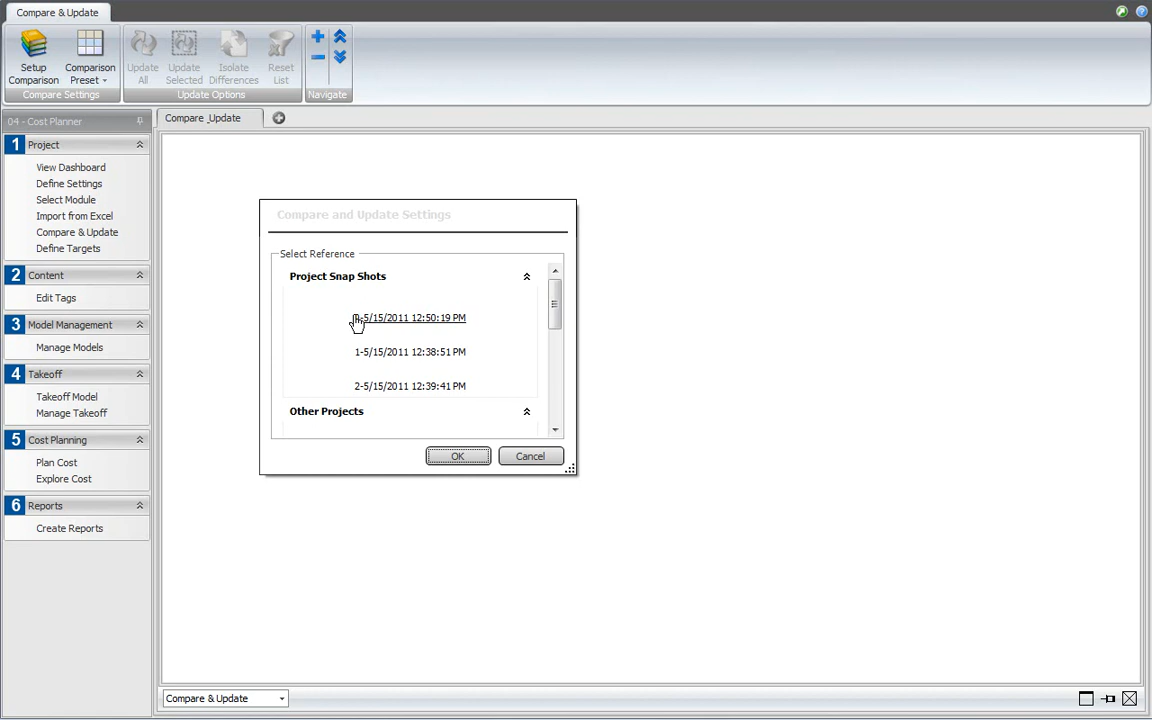 Compare & Update
Setup Comparison
Comparison Preset
Compare Settings
Update All
Update Selected
Isolate Differences
Reset List
Update Options
Navigate
04 - Cost Planner
Compare _Update
1 Project
View Dashboard
Define Settings
Select Module
Import from Excel
Compare & Update
Define Targets
2 Content
Edit Tags
3 Model Management
Manage Models
4 Takeoff
Takeoff Model
Manage Takeoff
5 Cost Planning
Plan Cost
Explore Cost
6 Reports
Create Reports
Compare and Update Settings
Select Reference
Project Snap Shots
5/15/2011 12:50:19 PM
1-5/15/2011 12:38:51 PM
2-5/15/2011 12:39:41 PM
Other Projects
OK
Cancel
Compare & Update